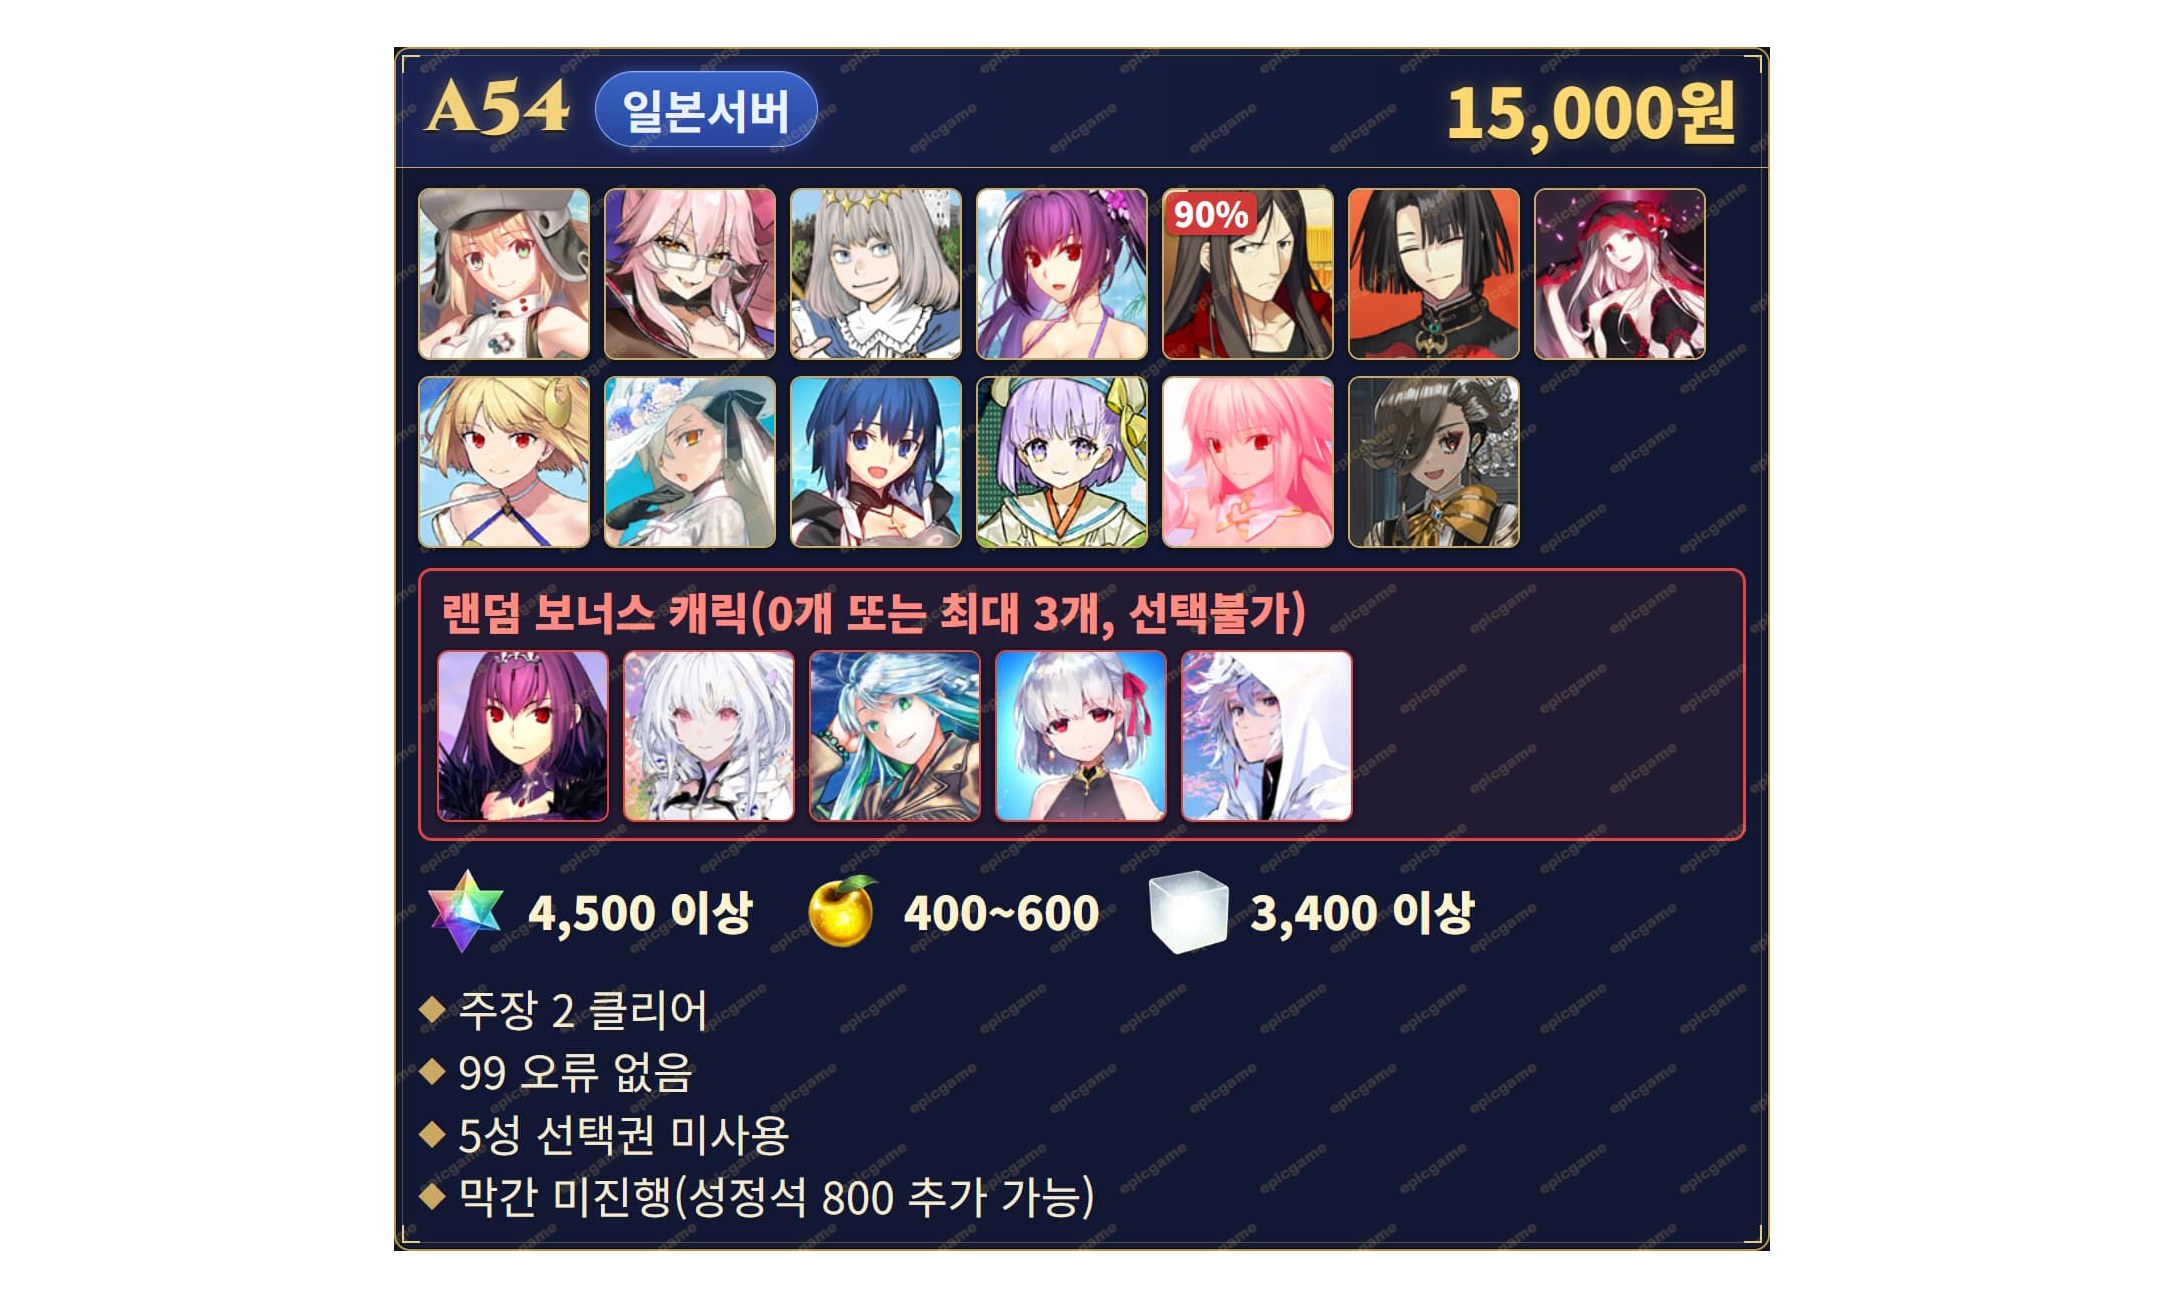 A54 일본서버 15,000원
90%
랜덤 보너스 캐릭(0개 또는 최대 3개, 선택불가)
4,500 이상 400~600 3,400 이상
◆ 주장 2 클리어
◆ 99 오류 없음
◆ 5성 선택권 미사용
◆ 막간 미진행(성정석 800 추가 가능)
epicgame